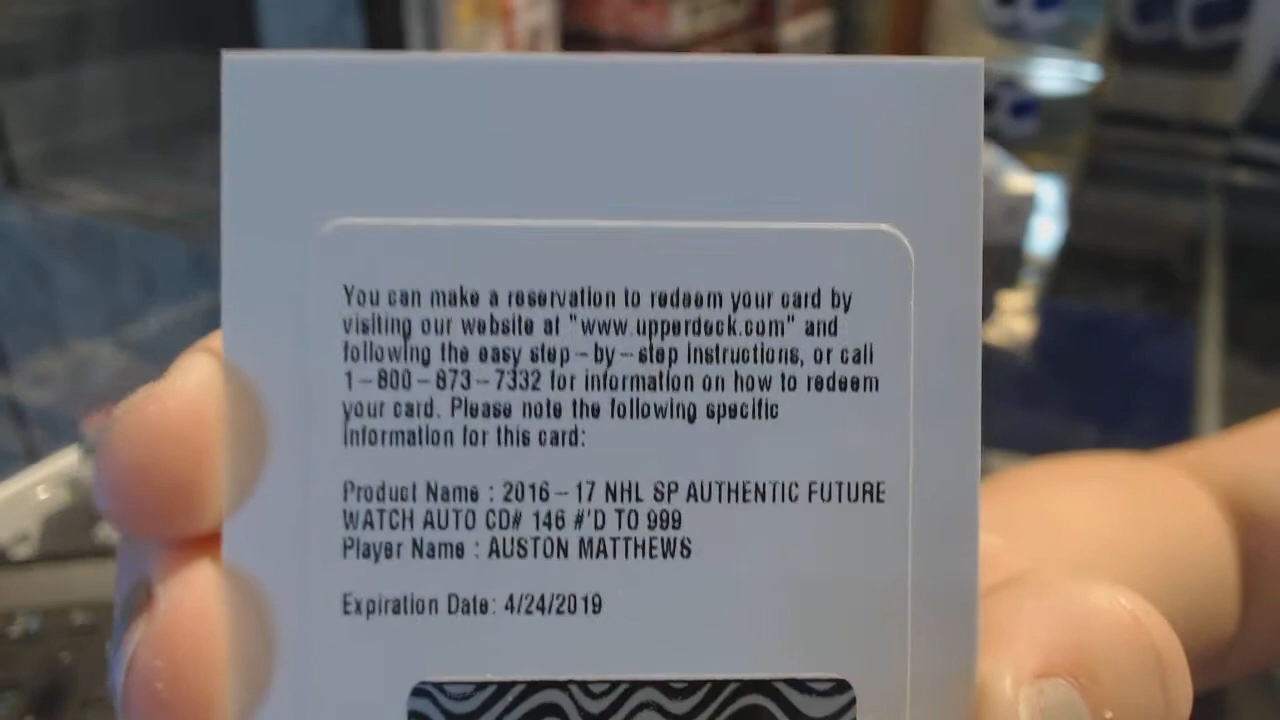 You can make a reservation to redeem your card by
visiting our website at "www.upperdeck.com" and
following the easy step-by-step instructions, or call
1-800-873-7332 for information on how to redeem
your card. Please note the following specific
information for this card:
Product Name : 2016-17 NHL SP AUTHENTIC FUTURE
WATCH AUTO CD# 146 #'D TO 999
Player Name : AUSTON MATTHEWS
Expiration Date: 4/24/2019